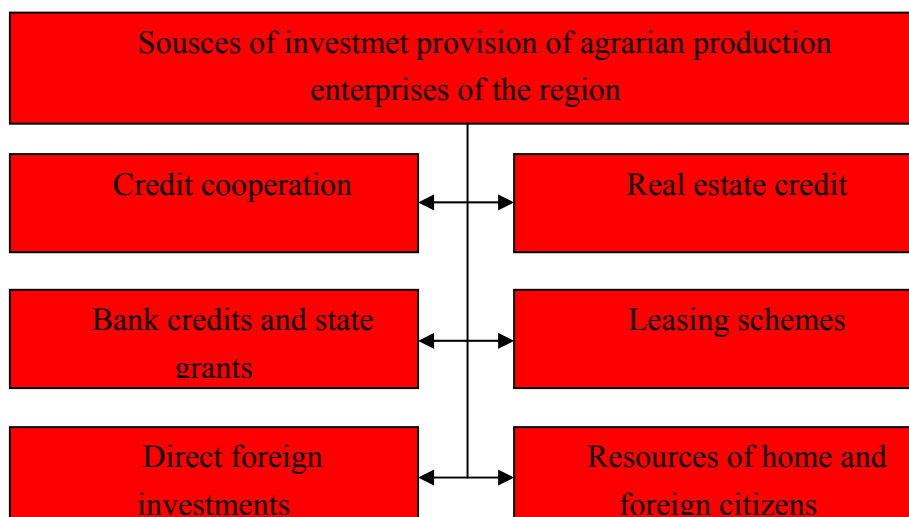 Sousces of investmet provision of agrarian production
enterprises of the region
Credit cooperation
Real estate credit
Bank credits and state
grants
Leasing schemes
Direct foreign
investments
Resources of home and
foreign citizens